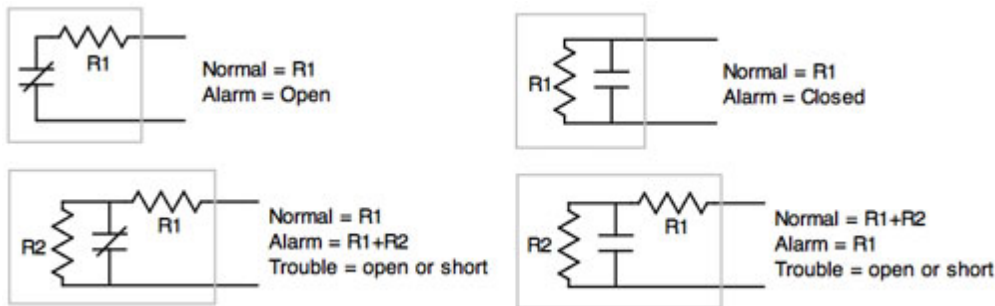 R1
Normal = R1
Alarm = Open
R1
Normal = R1
Alarm = Closed
R2
R1
Normal = R1
Alarm = R1+R2
Trouble = open or short
R2
R1
Normal = R1+R2
Alarm = R1
Trouble = open or short